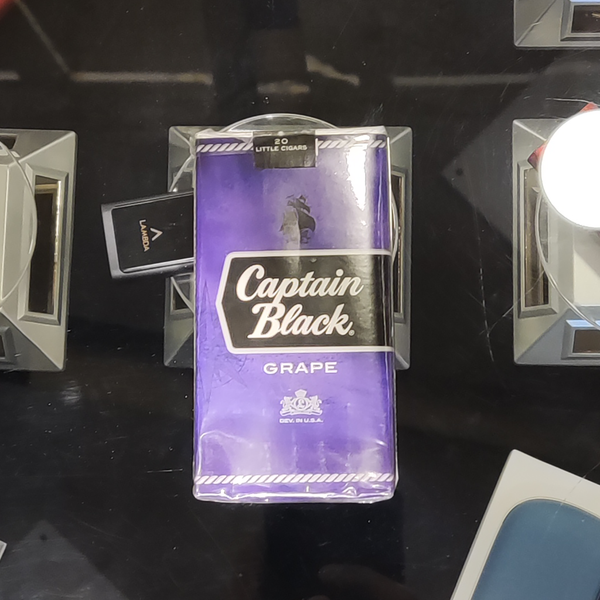 20
LITTLE CIGARS
LAMBDA
Captain
Black®
GRAPE
DEV. IN U.S.A.